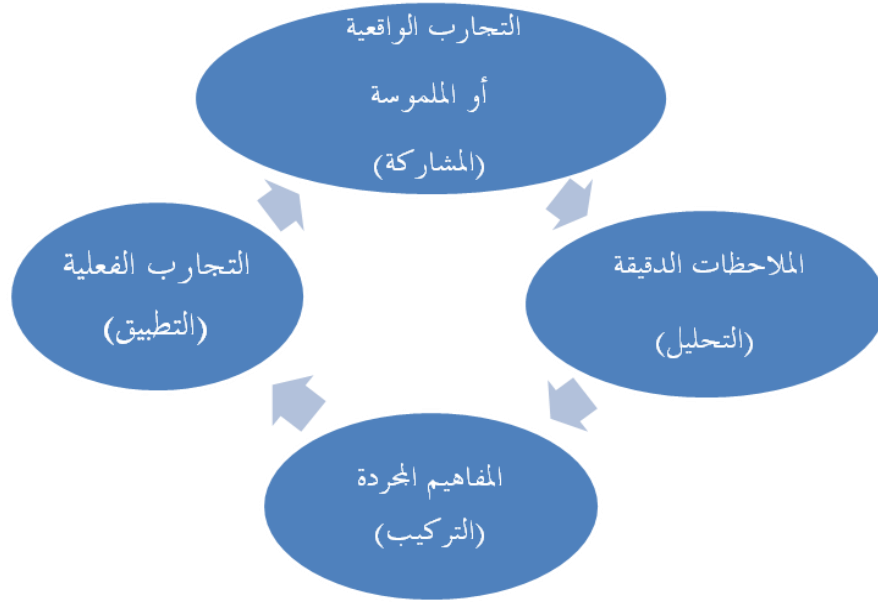 التجارب الواقعية
أو الملموسة
(المشاركة)
الملاحظات الدقيقة
(التحليل)
المفاهيم المجردة
(التركيب)
التجارب الفعلية
(التطبيق)